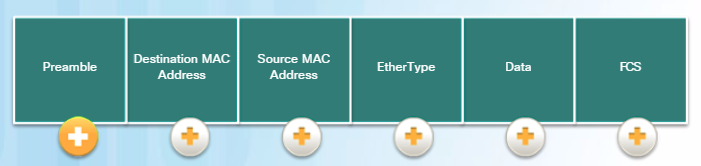 Preamble
Destination MAC
Address
Source MAC
Address
EtherType
Data
FCS